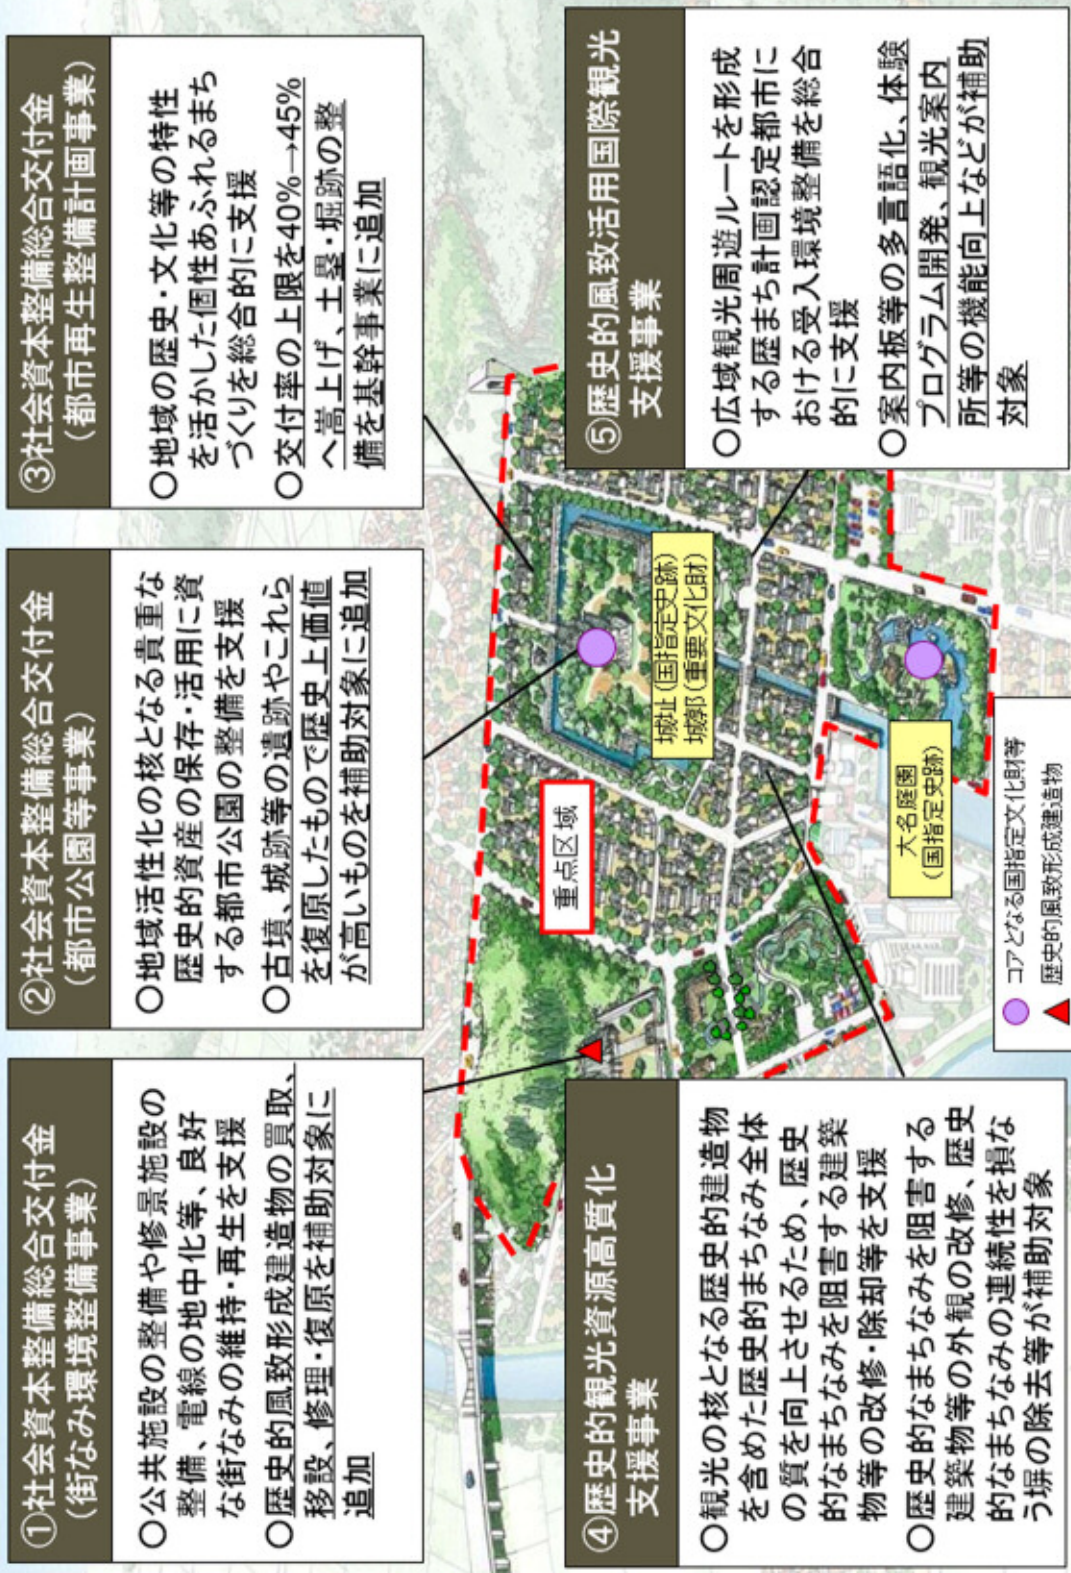 ①社会資本整備総合交付金
（街なみ環境整備事業）
○公共施設の整備や修景施設の
整備、電線の地中化等、良好
な街なみの維持・再生を支援
○歴史的風致形成建造物の買取、
移設、修理・復原を補助対象に
追加
②社会資本整備総合交付金
（都市公園等事業）
○地域活性化の核となる貴重な
歴史的資産の保存・活用に資
する都市公園の整備を支援
○古墳、城跡等の遺跡やこれら
を復原したもので歴史上価値
が高いものを補助対象に追加
③社会資本整備総合交付金
（都市再生整備計画事業）
○地域の歴史・文化等の特性
を活かした個性あふれるまち
づくりを総合的に支援
○交付率の上限を40%→45%
へ嵩上げ、土塁・堀跡の整
備を基幹事業に追加
重点区域
城址（国指定史跡）
城郭（重要文化財）
大名庭園
（国指定史跡）
④歴史的観光資源高質化
支援事業
○観光の核となる歴史的建造物
を含めた歴史的まちなみ全体
の質を向上させるため、歴史
的なまちなみを阻害する建築
物等の改修・除却等を支援
○歴史的なまちなみを阻害する
建築物等の外観の改修、歴史
的なまちなみの連続性を損な
う塀の除去等が補助対象
コアとなる国指定文化財等
歴史的風致形成建造物
⑤歴史的風致活用国際観光
支援事業
○広域観光周遊ルートを形成
する歴まち計画認定都市に
おける受入環境整備を総合
的に支援
○案内板等の多言語化、体験
プログラム開発、観光案内
所等の機能向上などが補助
対象